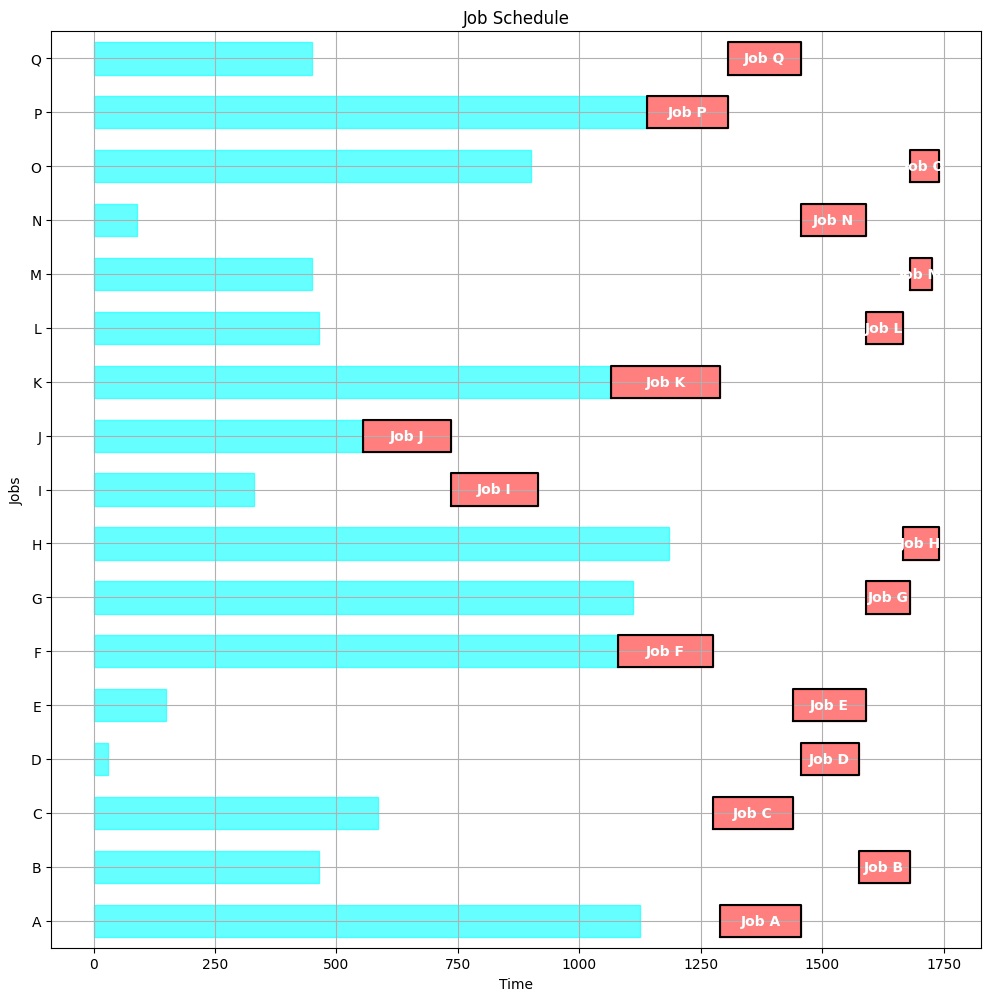 Job Schedule
Q
Job Q
P
Job P
O
N
Job N
M
L
Job L
K
Job K
J
Job J
I
Job I
H
Job H
G
Job G
F
Job F
E
Job E
D
Job D
C
Job C
B
Job B
A
Job A
Jobs
0 250 500 750 1000 1250 1500 1750
Time